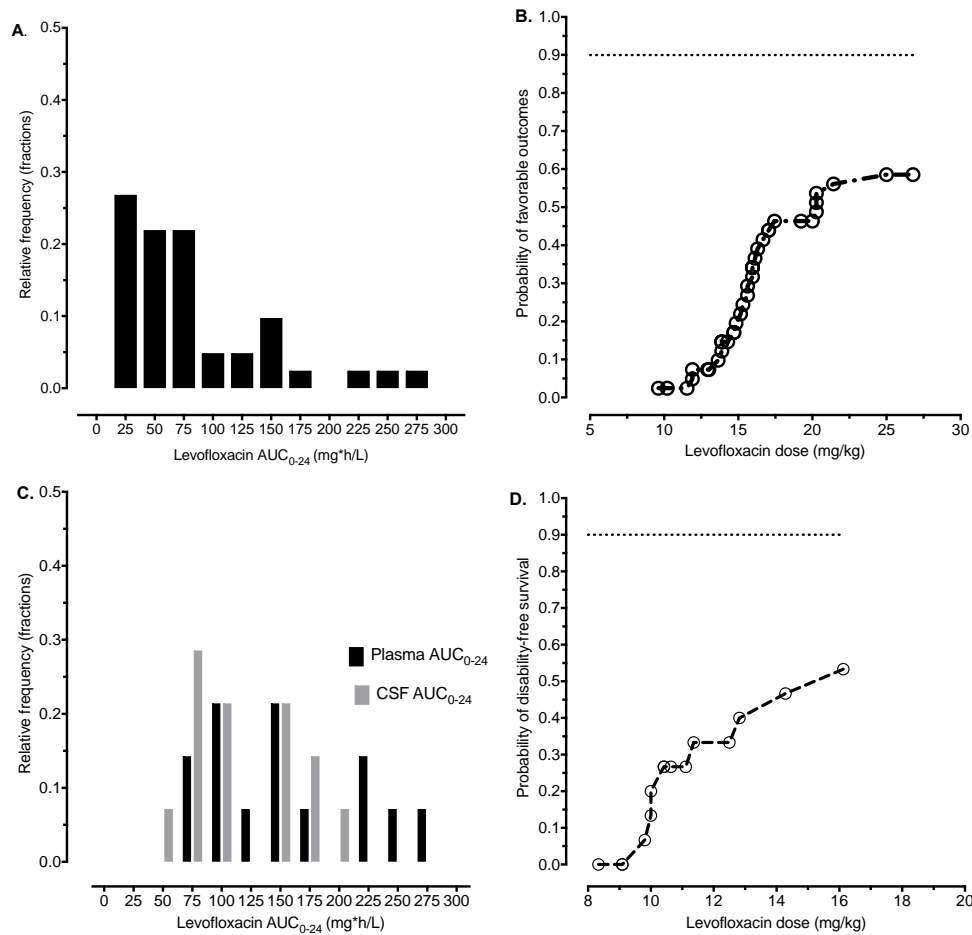 A.
Relative frequency (fractions)
0.5
0.4
0.3
0.2
0.1
0.0
0 25 50 75 100 125 150 175 200 225 250 275 300
Levofloxacin AUC0-24 (mg*h/L)
B.
Probability of favorable outcomes
1.0
0.9
0.8
0.7
0.6
0.5
0.4
0.3
0.2
0.1
0.0
5 10 15 20 25 30
Levofloxacin dose (mg/kg)
C.
Relative frequency (fractions)
0.5
0.4
0.3
0.2
0.1
0.0
Plasma AUC0-24
CSF AUC0-24
0 25 50 75 100 125 150 175 200 225 250 275 300
Levofloxacin AUC0-24 (mg*h/L)
D.
Probability of disability-free survival
1.0
0.9
0.8
0.7
0.6
0.5
0.4
0.3
0.2
0.1
0.0
8 10 12 14 16 18 20
Levofloxacin dose (mg/kg)